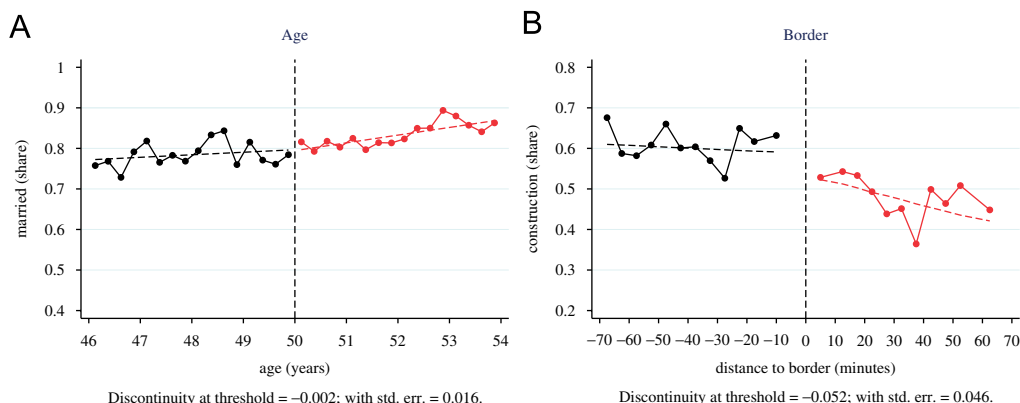 A
Age
married (share)
1
0.9
0.8
0.7
0.6
0.5
0.4
46 47 48 49 50 51 52 53 54
age (years)
Discontinuity at threshold = −0.002; with std. err. = 0.016.
B
Border
construction (share)
0.8
0.7
0.6
0.5
0.4
0.3
0.2
−70 −60 −50 −40 −30 −20 −10 0 10 20 30 40 50 60 70
distance to border (minutes)
Discontinuity at threshold = −0.052; with std. err. = 0.046.